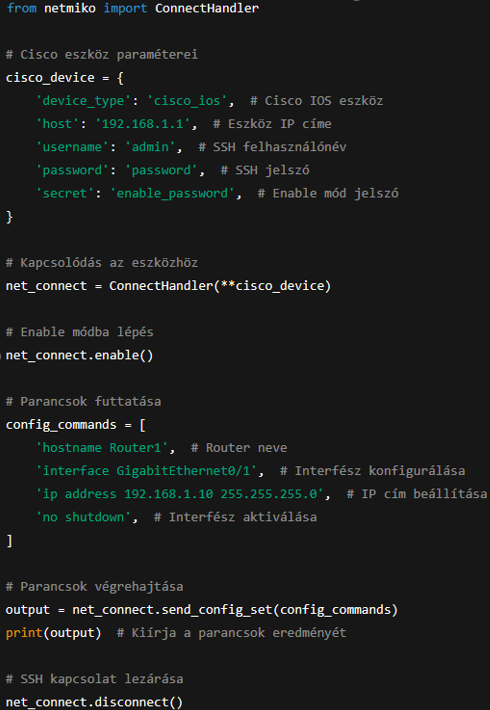 from netmiko import ConnectHandler
# Cisco eszköz paraméterei
cisco_device = {
    'device_type': 'cisco_ios',  # Cisco IOS eszköz
    'host': '192.168.1.1',  # Eszköz IP címe
    'username': 'admin',  # SSH felhasználónév
    'password': 'password',  # SSH jelszó
    'secret': 'enable_password',  # Enable mód jelszó
}
# Kapcsolódás az eszközhöz
net_connect = ConnectHandler(**cisco_device)
# Enable módba lépés
net_connect.enable()
# Parancsok futtatása
config_commands = [
    'hostname Router1',  # Router neve
    'interface GigabitEthernet0/1',  # Interfész konfigurálása
    'ip address 192.168.1.10 255.255.255.0',  # IP cím beállítása
    'no shutdown',  # Interfész aktiválása
]
# Parancsok végrehajtása
output = net_connect.send_config_set(config_commands)
print(output)  # Kiírja a parancsok eredményét
# SSH kapcsolat lezárása
net_connect.disconnect()